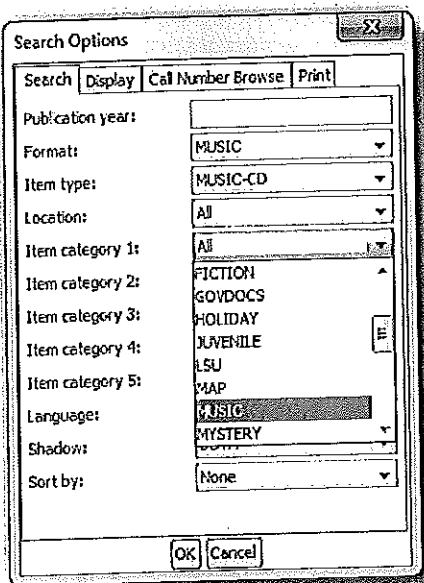 Search Options
Search Display Call Number Browse Print
Publication year:
Format: MUSIC
Item type: MUSIC-CD
Location: All
Item category 1: All
Item category 2: FICTION
GOVDOCS
Item category 3: HOLIDAY
JUVENILE
Item category 4: LSU
Item category 5: MAP
Language: MUSIC
MYSTERY
Shadow:
Sort by: None
OK Cancel